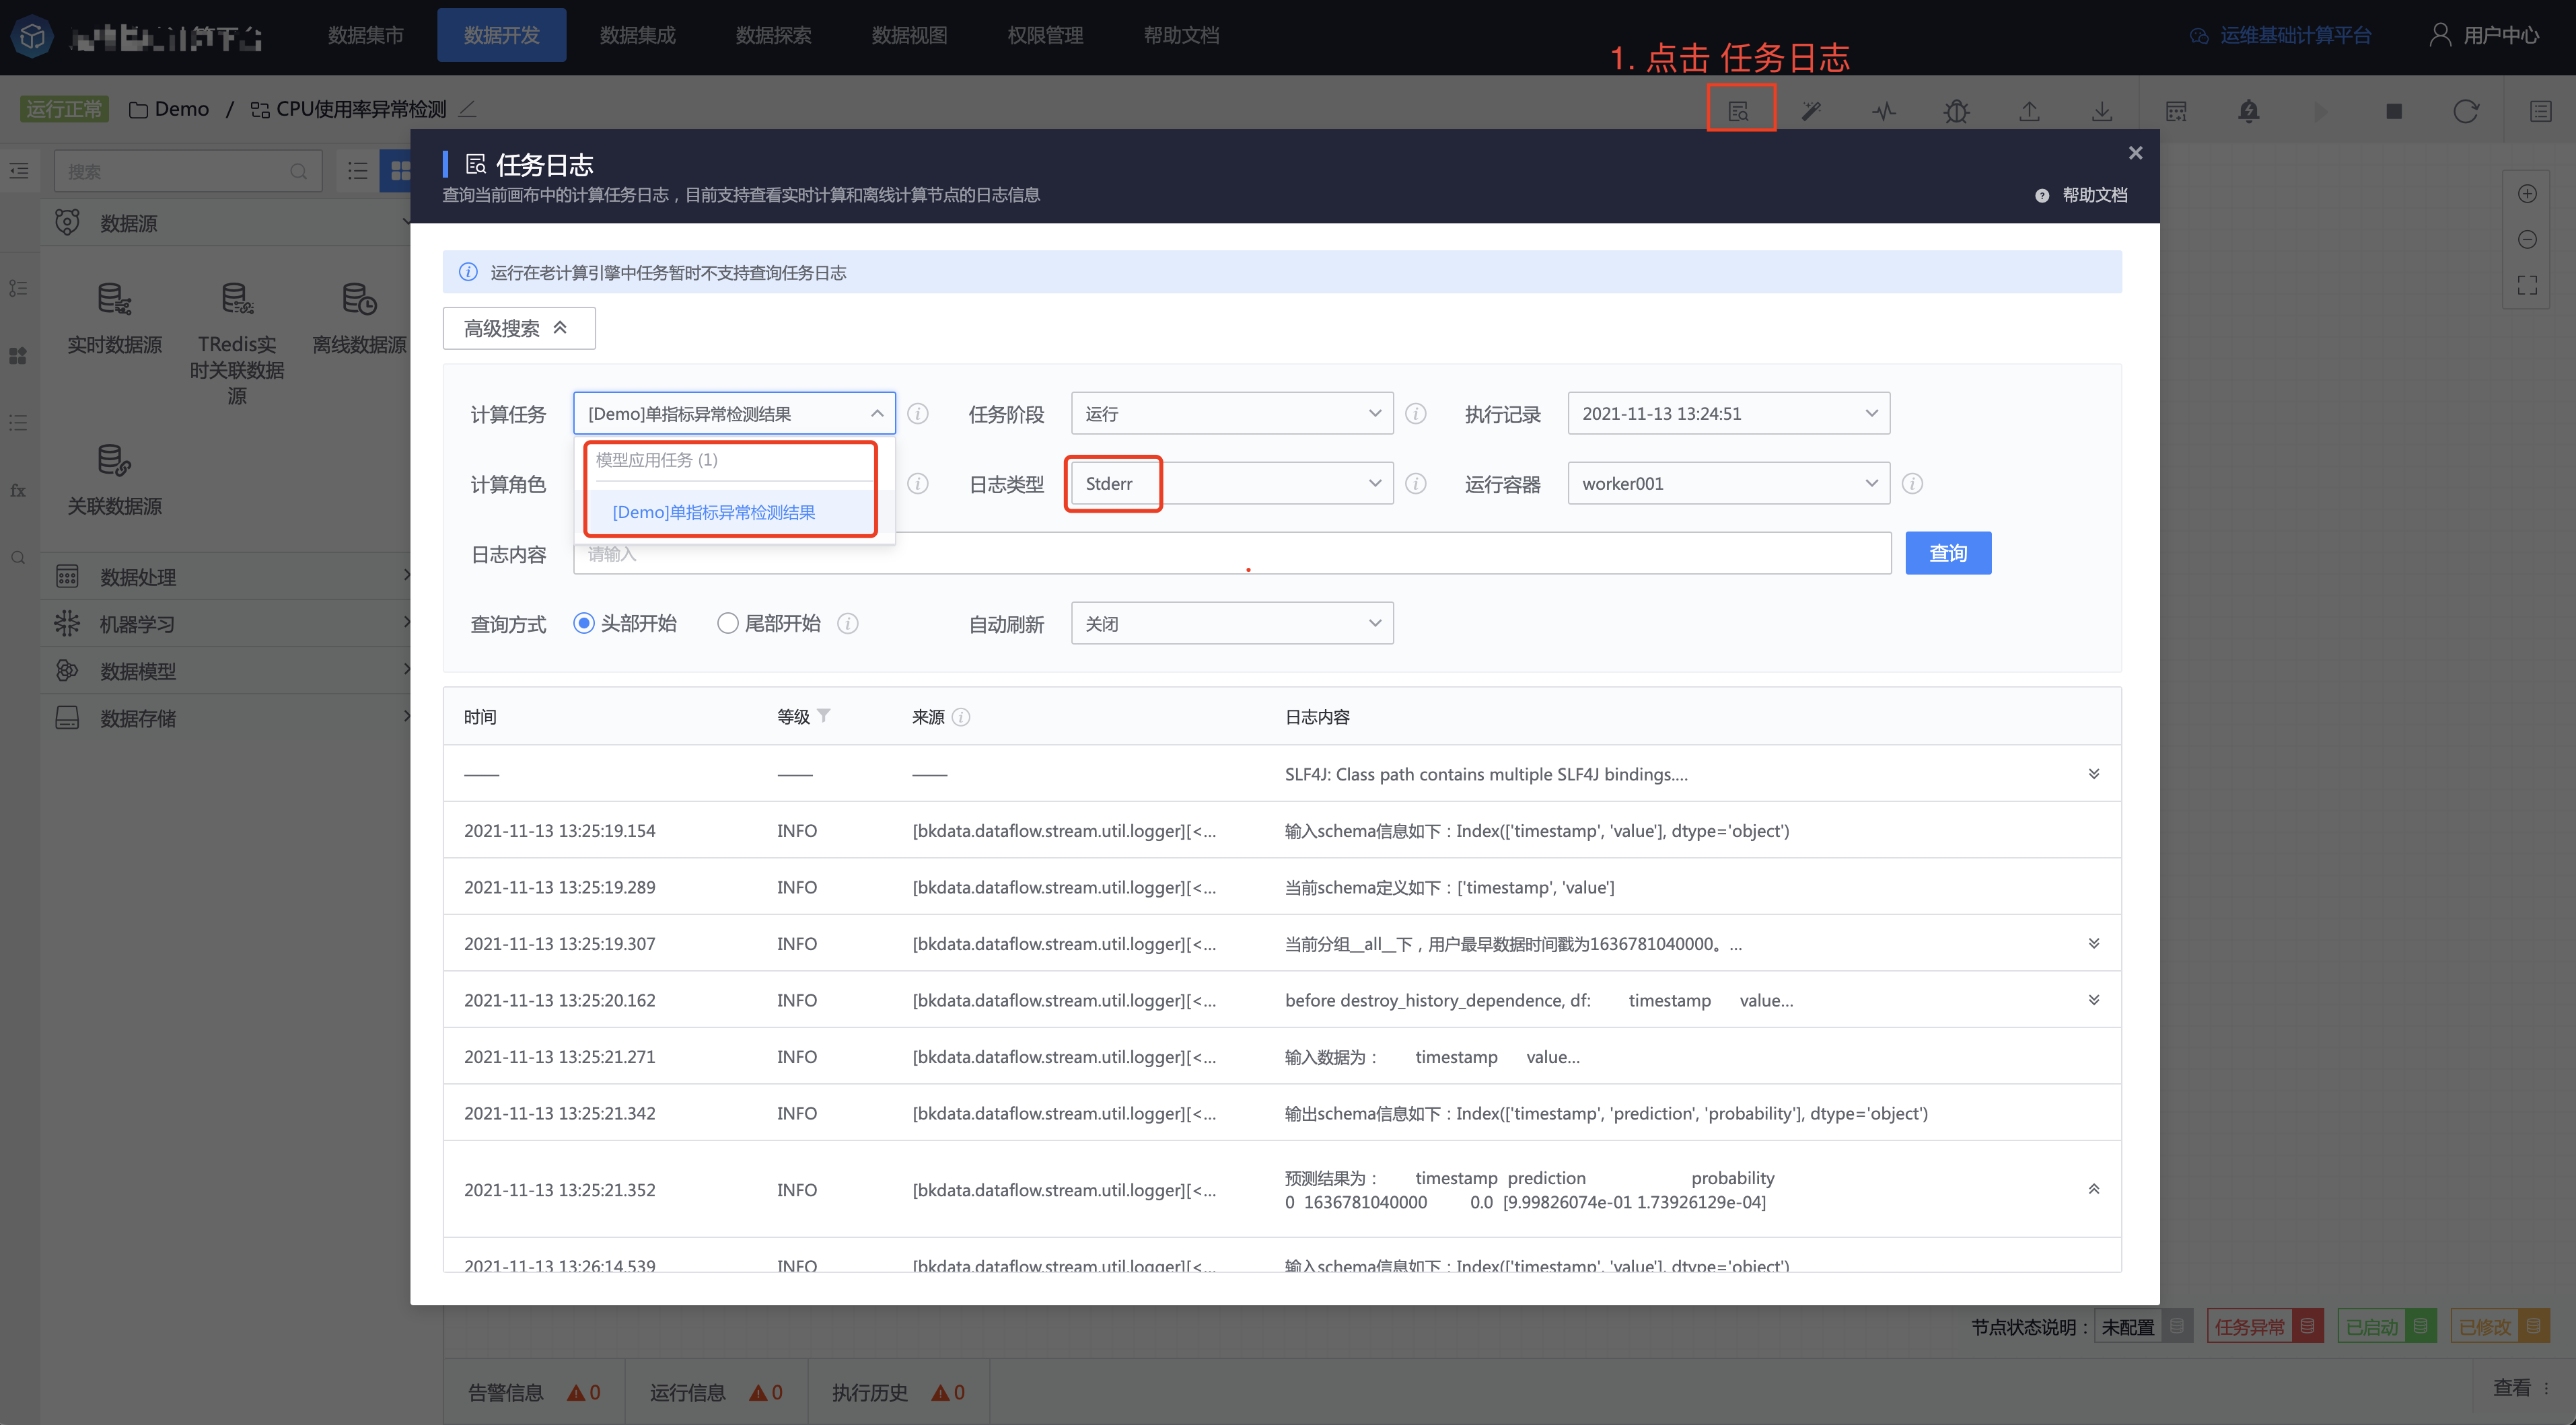 数据集市
数据开发
数据集成
数据探索
数据视图
权限管理
帮助文档
运维基础计算平台
用户中心
1. 点击 任务日志
运行正常
Demo / CPU使用率异常检测
搜索
数据源
实时数据源
TRedis实
时关联数据
源
离线数据源
关联数据源
数据处理
机器学习
数据模型
数据存储
任务日志
查询当前画布中的计算任务日志，目前支持查看实时计算和离线计算节点的日志信息
帮助文档
运行在老计算引擎中任务暂时不支持查询任务日志
高级搜索
计算任务 [Demo]单指标异常检测结果
任务阶段 运行
执行记录 2021-11-13 13:24:51
模型应用任务 (1)
[Demo]单指标异常检测结果
计算角色
日志类型 Stderr
运行容器 worker001
日志内容 请输入
查询
查询方式 头部开始 尾部开始
自动刷新 关闭
时间 等级 来源 日志内容
—— —— —— SLF4J: Class path contains multiple SLF4J bindings....
2021-11-13 13:25:19.154 INFO [bkdata.dataflow.stream.util.logger][<... 输入schema信息如下：Index(['timestamp', 'value'], dtype='object')
2021-11-13 13:25:19.289 INFO [bkdata.dataflow.stream.util.logger][<... 当前schema定义如下：['timestamp', 'value']
2021-11-13 13:25:19.307 INFO [bkdata.dataflow.stream.util.logger][<... 当前分组__all__下，用户最早数据时间戳为1636781040000。...
2021-11-13 13:25:20.162 INFO [bkdata.dataflow.stream.util.logger][<... before destroy_history_dependence, df: timestamp value...
2021-11-13 13:25:21.271 INFO [bkdata.dataflow.stream.util.logger][<... 输入数据为： timestamp value...
2021-11-13 13:25:21.342 INFO [bkdata.dataflow.stream.util.logger][<... 输出schema信息如下：Index(['timestamp', 'prediction', 'probability'], dtype='object')
2021-11-13 13:25:21.352 INFO [bkdata.dataflow.stream.util.logger][<... 预测结果为： timestamp prediction probability
0 1636781040000 0.0 [9.99826074e-01 1.73926129e-04]
2021-11-13 13:26:14.539 INFO [bkdata.dataflow.stream.util.logger][<... 输入schema信息如下：Index(['timestamp', 'value'], dtype='object')
节点状态说明： 未配置 任务异常 已启动 已修改
告警信息 0
运行信息 0
执行历史 0
查看
fx